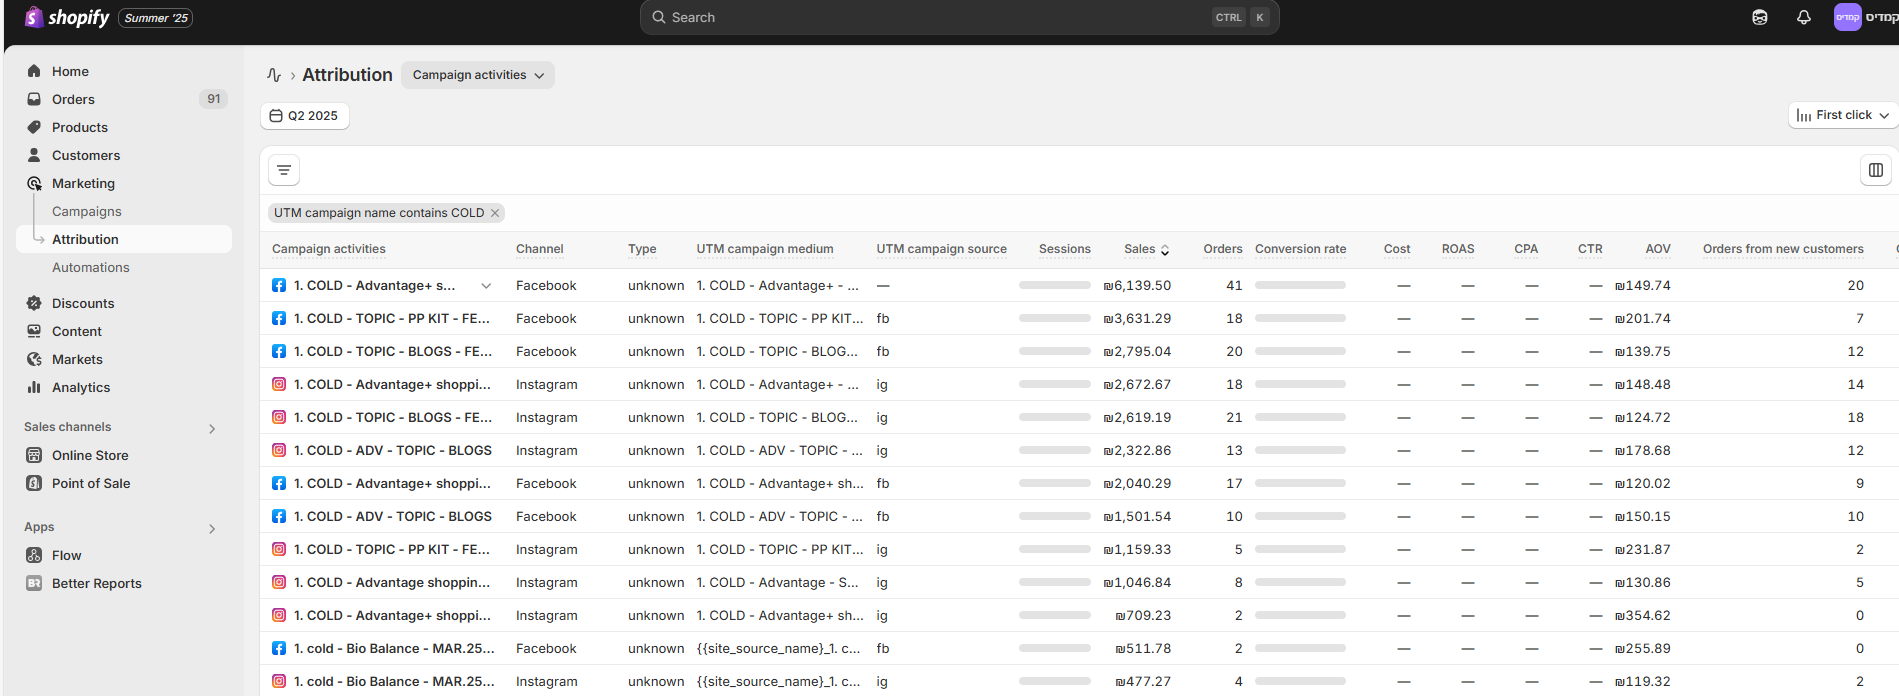 shopify Summer '25 Search CTRL K קמדיס קמדיס
Home
Orders 91
Products
Customers
Marketing
Campaigns
Attribution
Automations
Discounts
Content
Markets
Analytics
Sales channels
Online Store
Point of Sale
Apps
Flow
Better Reports
Attribution Campaign activities
Q2 2025 First click
UTM campaign name contains COLD
Campaign activities Channel Type UTM campaign medium UTM campaign source Sessions Sales Orders Conversion rate Cost ROAS CPA CTR AOV Orders from new customers
1. COLD - Advantage+ s... Facebook unknown 1. COLD - Advantage+ - ... — ₪6,139.50 41 — — — — ₪149.74 20
1. COLD - TOPIC - PP KIT - FE... Facebook unknown 1. COLD - TOPIC - PP KIT... fb ₪3,631.29 18 — — — — ₪201.74 7
1. COLD - TOPIC - BLOGS - FE... Facebook unknown 1. COLD - TOPIC - BLOG... fb ₪2,795.04 20 — — — — ₪139.75 12
1. COLD - Advantage+ shoppi... Instagram unknown 1. COLD - Advantage+ - ... ig ₪2,672.67 18 — — — — ₪148.48 14
1. COLD - TOPIC - BLOGS - FE... Instagram unknown 1. COLD - TOPIC - BLOG... ig ₪2,619.19 21 — — — — ₪124.72 18
1. COLD - ADV - TOPIC - BLOGS Instagram unknown 1. COLD - ADV - TOPIC - ... ig ₪2,322.86 13 — — — — ₪178.68 12
1. COLD - Advantage+ shoppi... Facebook unknown 1. COLD - Advantage+ sh... fb ₪2,040.29 17 — — — — ₪120.02 9
1. COLD - ADV - TOPIC - BLOGS Facebook unknown 1. COLD - ADV - TOPIC - ... fb ₪1,501.54 10 — — — — ₪150.15 10
1. COLD - TOPIC - PP KIT - FE... Instagram unknown 1. COLD - TOPIC - PP KIT... ig ₪1,159.33 5 — — — — ₪231.87 2
1. COLD - Advantage shoppin... Instagram unknown 1. COLD - Advantage - S... ig ₪1,046.84 8 — — — — ₪130.86 5
1. COLD - Advantage+ shoppi... Instagram unknown 1. COLD - Advantage+ sh... ig ₪709.23 2 — — — — ₪354.62 0
1. cold - Bio Balance - MAR.25... Facebook unknown {{site_source_name}_1. c... fb ₪511.78 2 — — — — ₪255.89 0
1. cold - Bio Balance - MAR.25... Instagram unknown {{site_source_name}_1. c... ig ₪477.27 4 — — — — ₪119.32 2